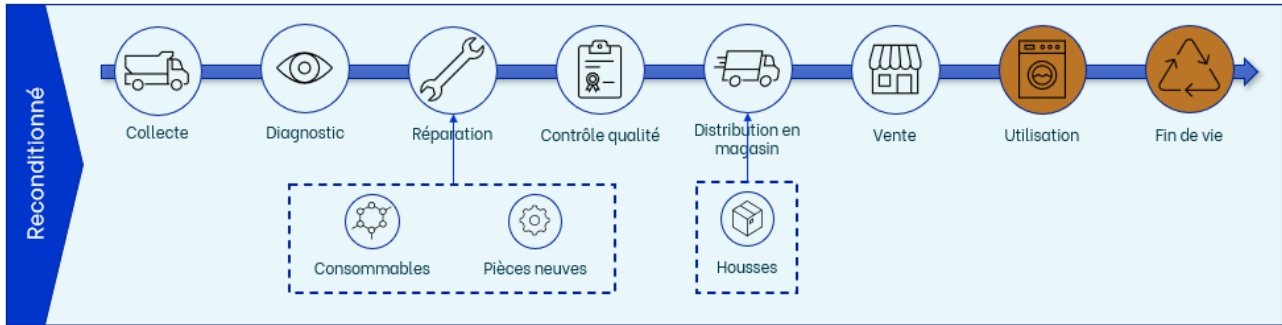 Reconditionné
Collecte
Diagnostic
Réparation
Contrôle qualité
Distribution en
magasin
Vente
Utilisation
Fin de vie
Consommables
Pièces neuves
Housses